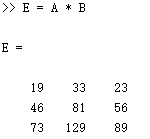 >> E = A * B
E =
19 33 23
46 81 56
73 129 89